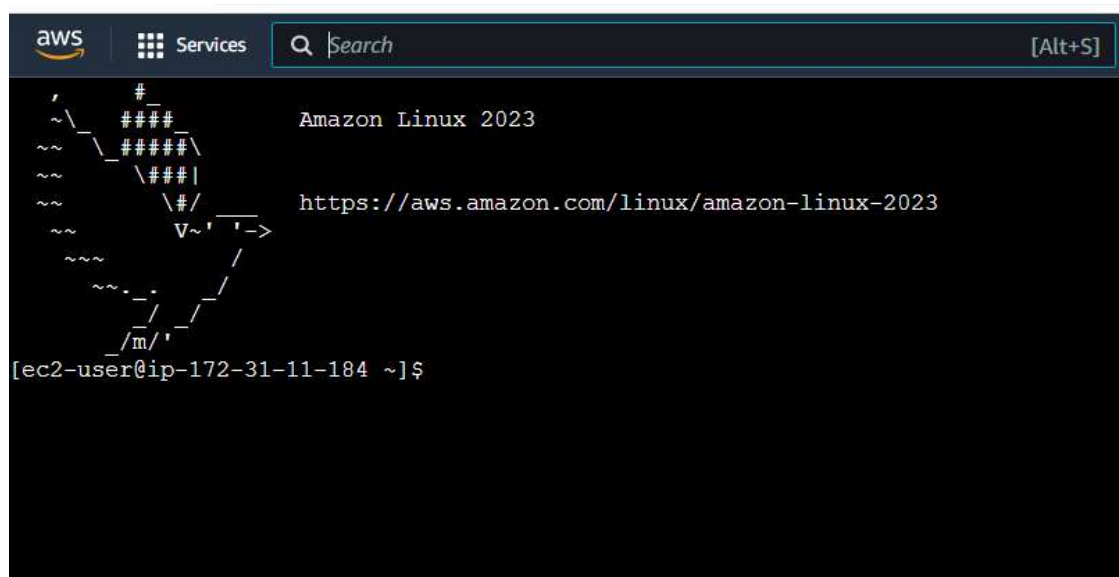 aws Services Search [Alt+S]
   ,     #_
   ~\_  ####_        Amazon Linux 2023
  ~~  \_#####\
  ~~     \###|
  ~~       \#/ ___   https://aws.amazon.com/linux/amazon-linux-2023
   ~~       V~' '->
    ~~~         /
      ~~._.   _/
         _/ _/
       _/m/'
[ec2-user@ip-172-31-11-184 ~]$